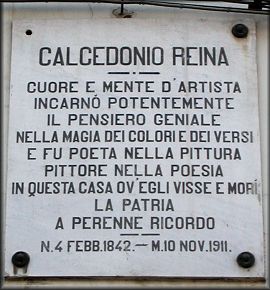 CALCEDONIO REINA
CUORE E MENTE D'ARTISTA
INCARNÒ POTENTEMENTE
IL PENSIERO GENIALE
NELLA MAGIA DEI COLORI E DEI VERSI
E FU POETA NELLA PITTURA
PITTORE NELLA POESIA
IN QUESTA CASA OV'EGLI VISSE E MORÌ
LA PATRIA
A PERENNE RICORDO
N. 4 FEBB. 1842. — M. 10 NOV. 1911.